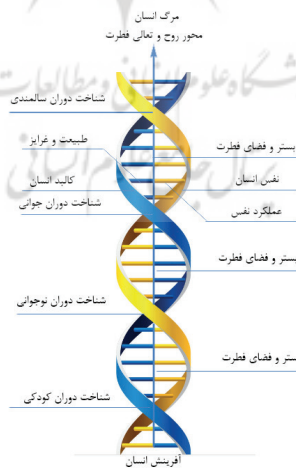 مرگ انسان
محور روح و تعالی فطرت
شناخت دوران سالمندی
طبیعت و غرایز
بستر و فضای فطرت
کالبد انسان
نفس انسان
شناخت دوران جوانی
عملکرد نفس
بستر و فضای فطرت
شناخت دوران نوجوانی
بستر و فضای فطرت
شناخت دوران کودکی
آفرینش انسان